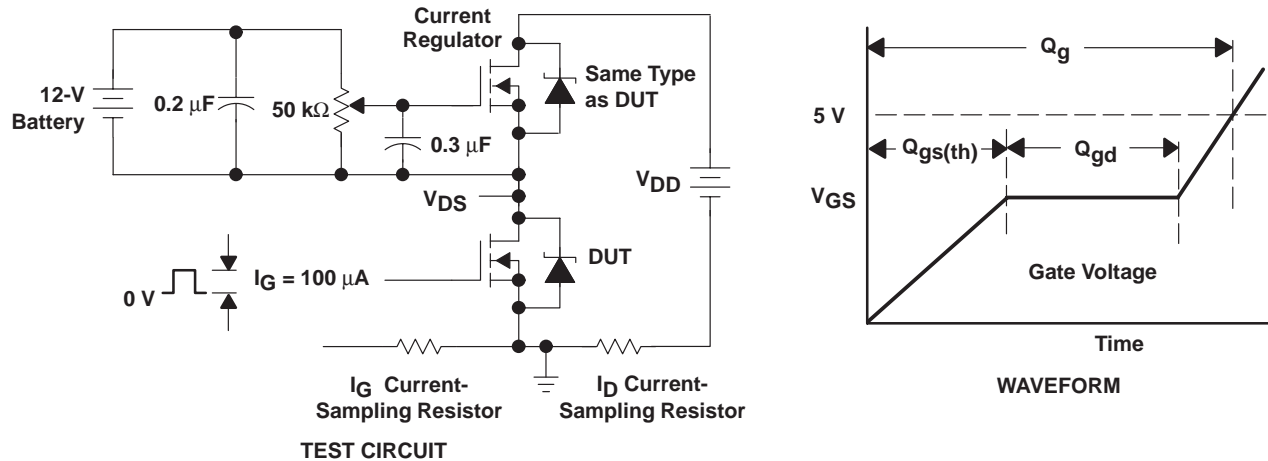 Current
Regulator
12-V
Battery
0.2 μF
50 kΩ
0.3 μF
Same Type
as DUT
VDS
VDD
0 V
IG = 100 μA
DUT
IG Current-
Sampling Resistor
ID Current-
Sampling Resistor
TEST CIRCUIT
Qg
5 V
Qgs(th)
Qgd
VGS
Gate Voltage
Time
WAVEFORM